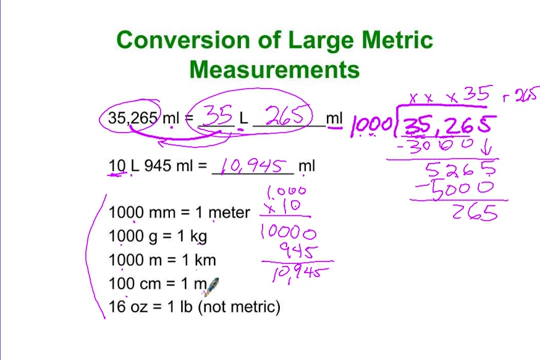 Conversion of Large Metric
Measurements
35,265 ml = 35 L 265 ml
10 L 945 ml = 10,945 ml
1000 mm = 1 meter
1000 g = 1 kg
1000 m = 1 km
100 cm = 1 m
16 oz = 1 lb (not metric)
1,000
x 10
10000
945
10,945
x x x 35 r 265
1000 35,265
-3000
5265
-5000
265